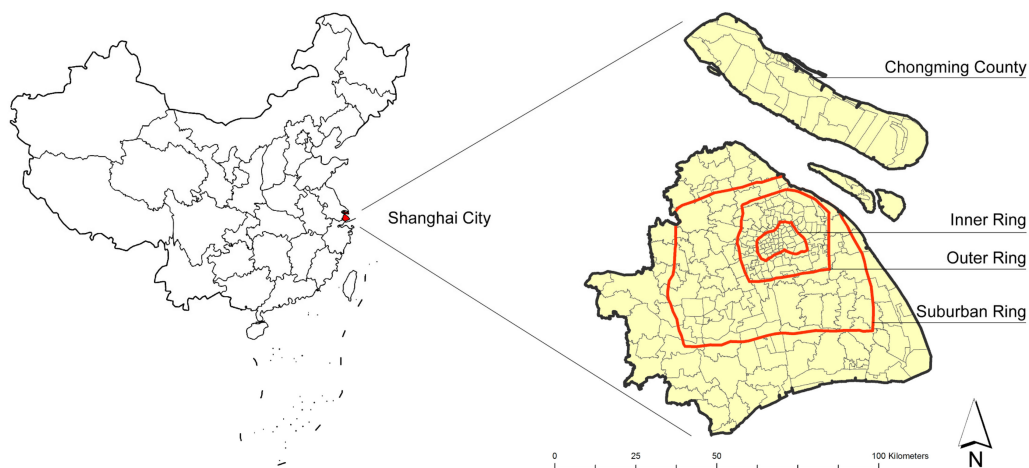 Chongming County
Shanghai City
Inner Ring
Outer Ring
Suburban Ring
N
0 25 50 100 Kilometers